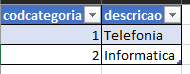 codcategoria descricao
1 Telefonia
2 Informatica